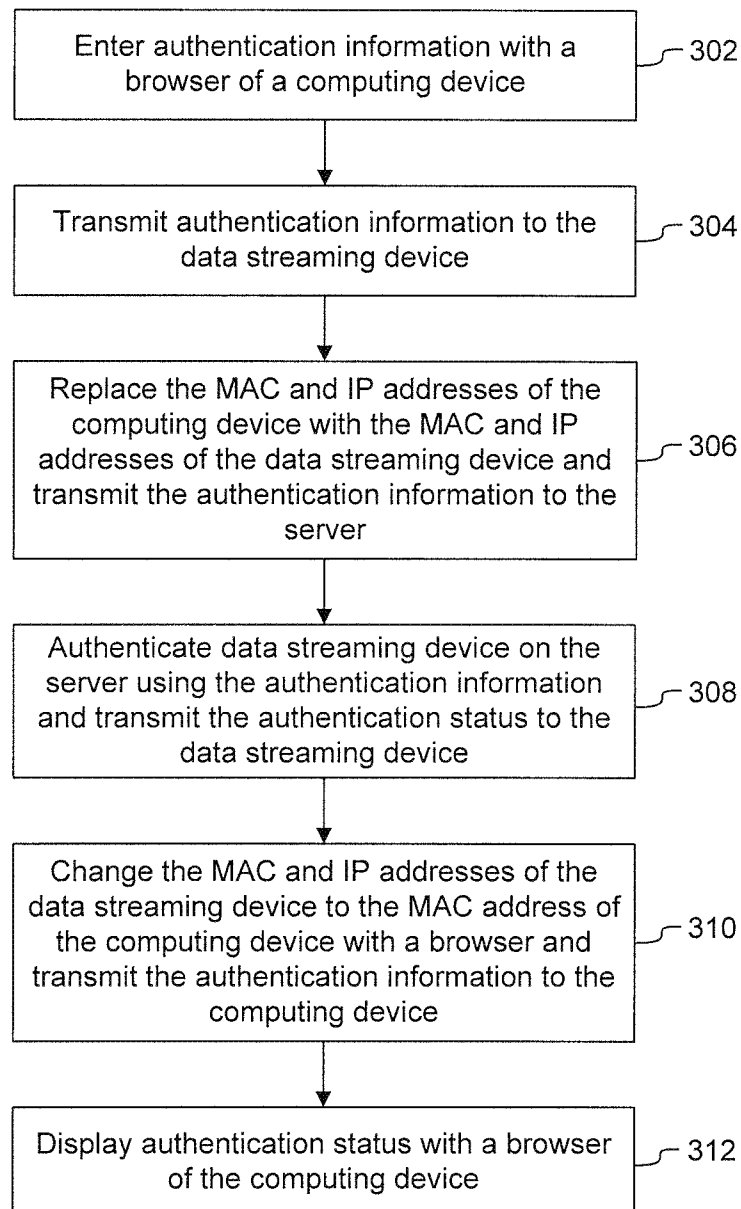 Enter authentication information with a
browser of a computing device
302
Transmit authentication information to the
data streaming device
304
Replace the MAC and IP addresses of the
computing device with the MAC and IP
addresses of the data streaming device and
transmit the authentication information to the
server
306
Authenticate data streaming device on the
server using the authentication information
and transmit the authentication status to the
data streaming device
308
Change the MAC and IP addresses of the
data streaming device to the MAC address of
the computing device with a browser and
transmit the authentication information to the
computing device
310
Display authentication status with a browser
of the computing device
312